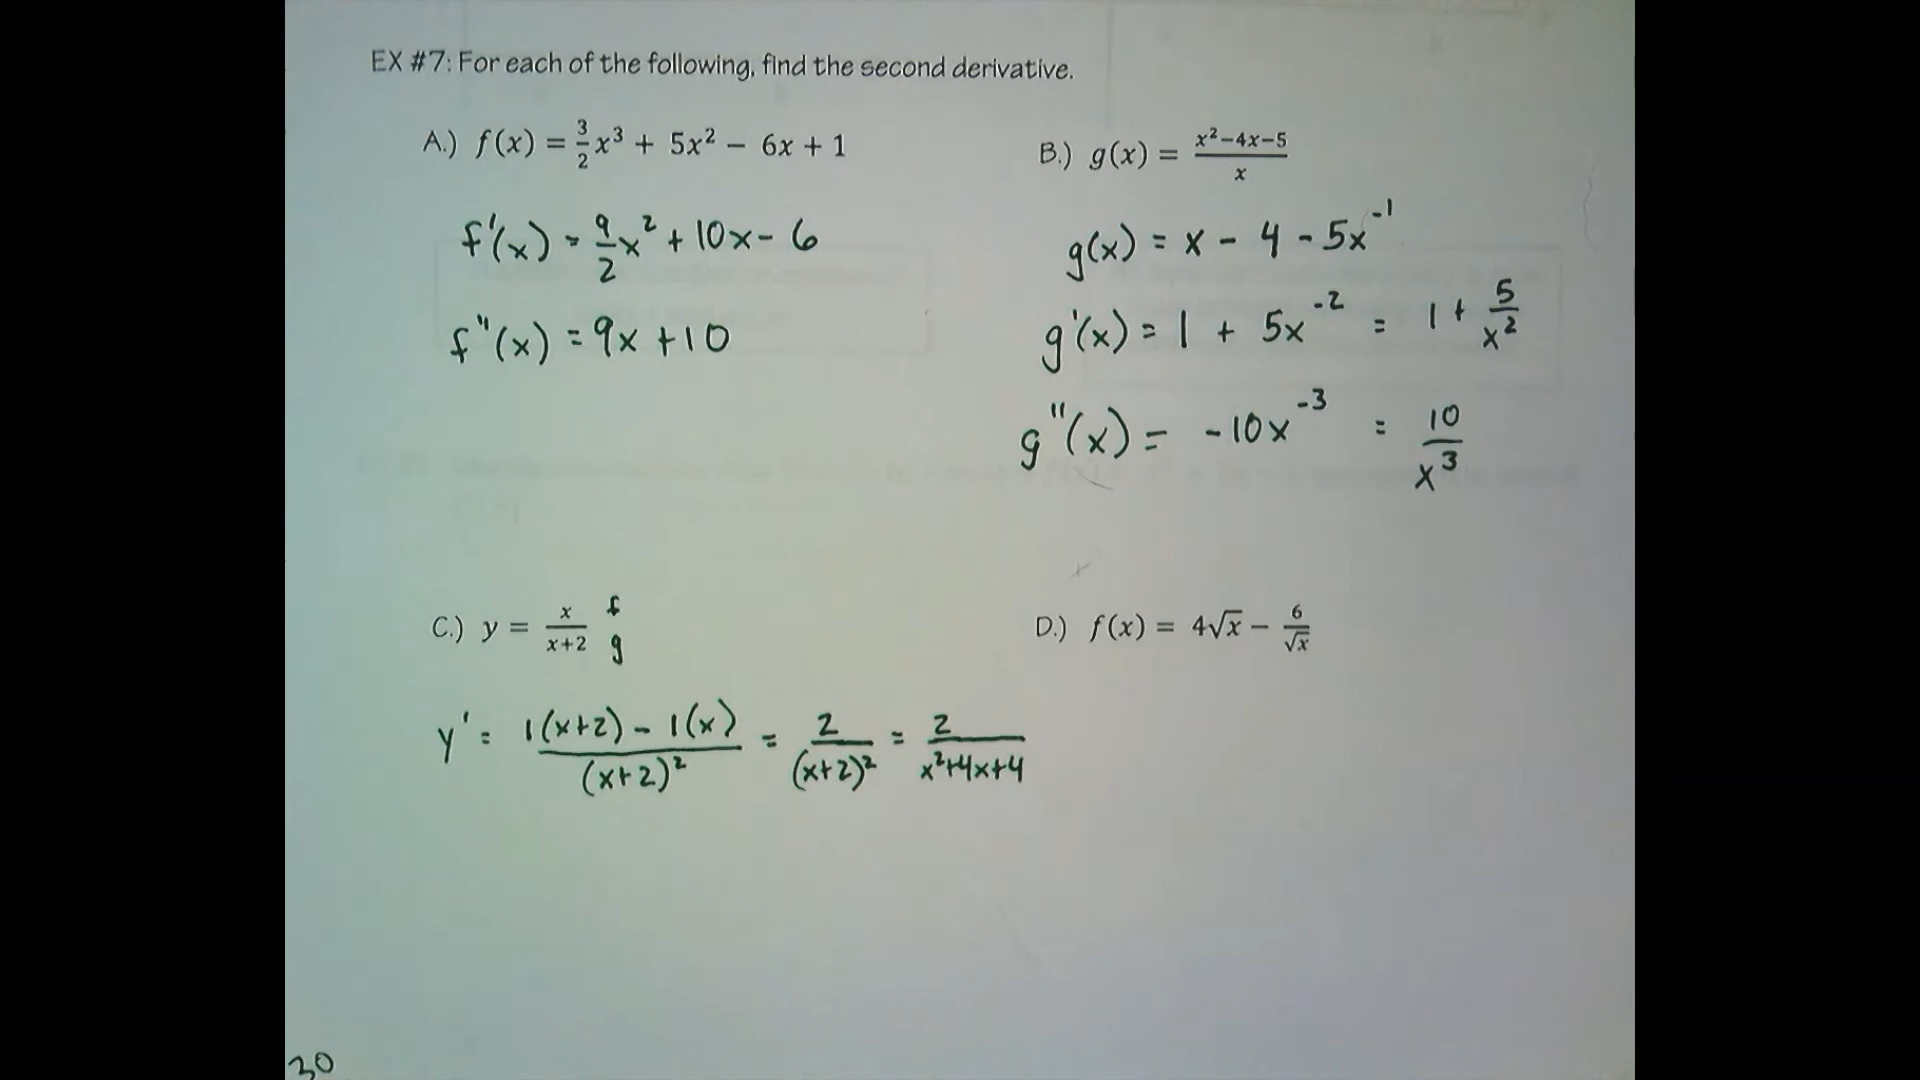 EX #7: For each of the following, find the second derivative.
A.) f(x) = 3/2 x³ + 5x² − 6x + 1
f'(x) = 9/2 x² + 10x − 6
f"(x) = 9x + 10
B.) g(x) = x²−4x−5 / x
g(x) = x − 4 − 5x⁻¹
g'(x) = 1 + 5x⁻² = 1 + 5/x²
g"(x) = −10x⁻³ = 10/x³
C.) y = x/(x+2) f g
y' = 1(x+2) − 1(x) / (x+2)² = 2/(x+2)² = 2/x²+4x+4
D.) f(x) = 4√x − 6/√x
30